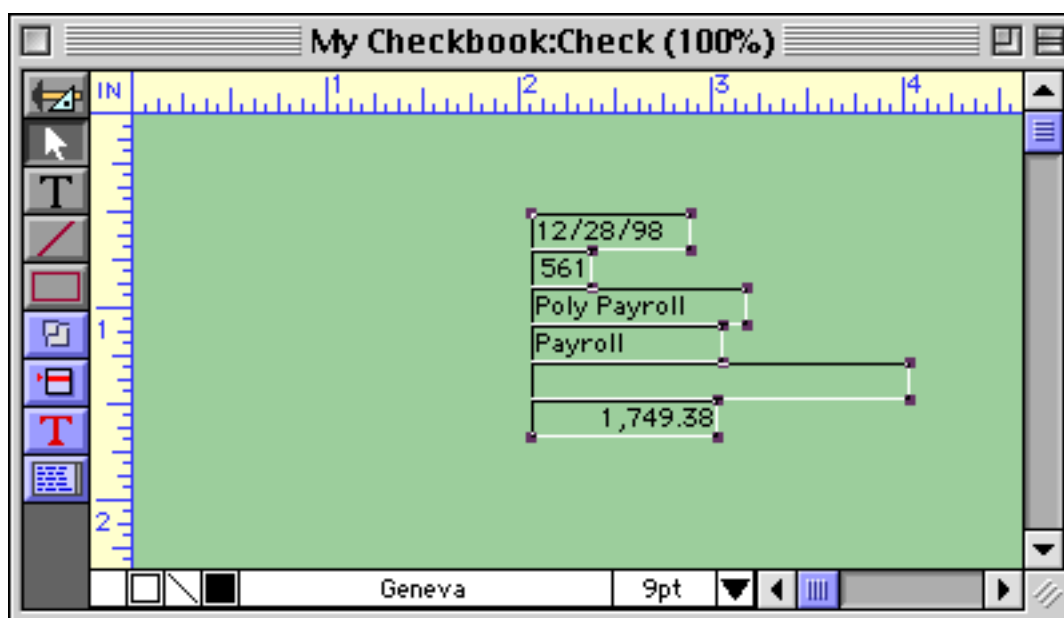 My Checkbook:Check (100%)
IN 1 2 3 4
T
12/28/98
561
Poly Payroll
1 Payroll
1,749.38
T
2
Geneva 9pt